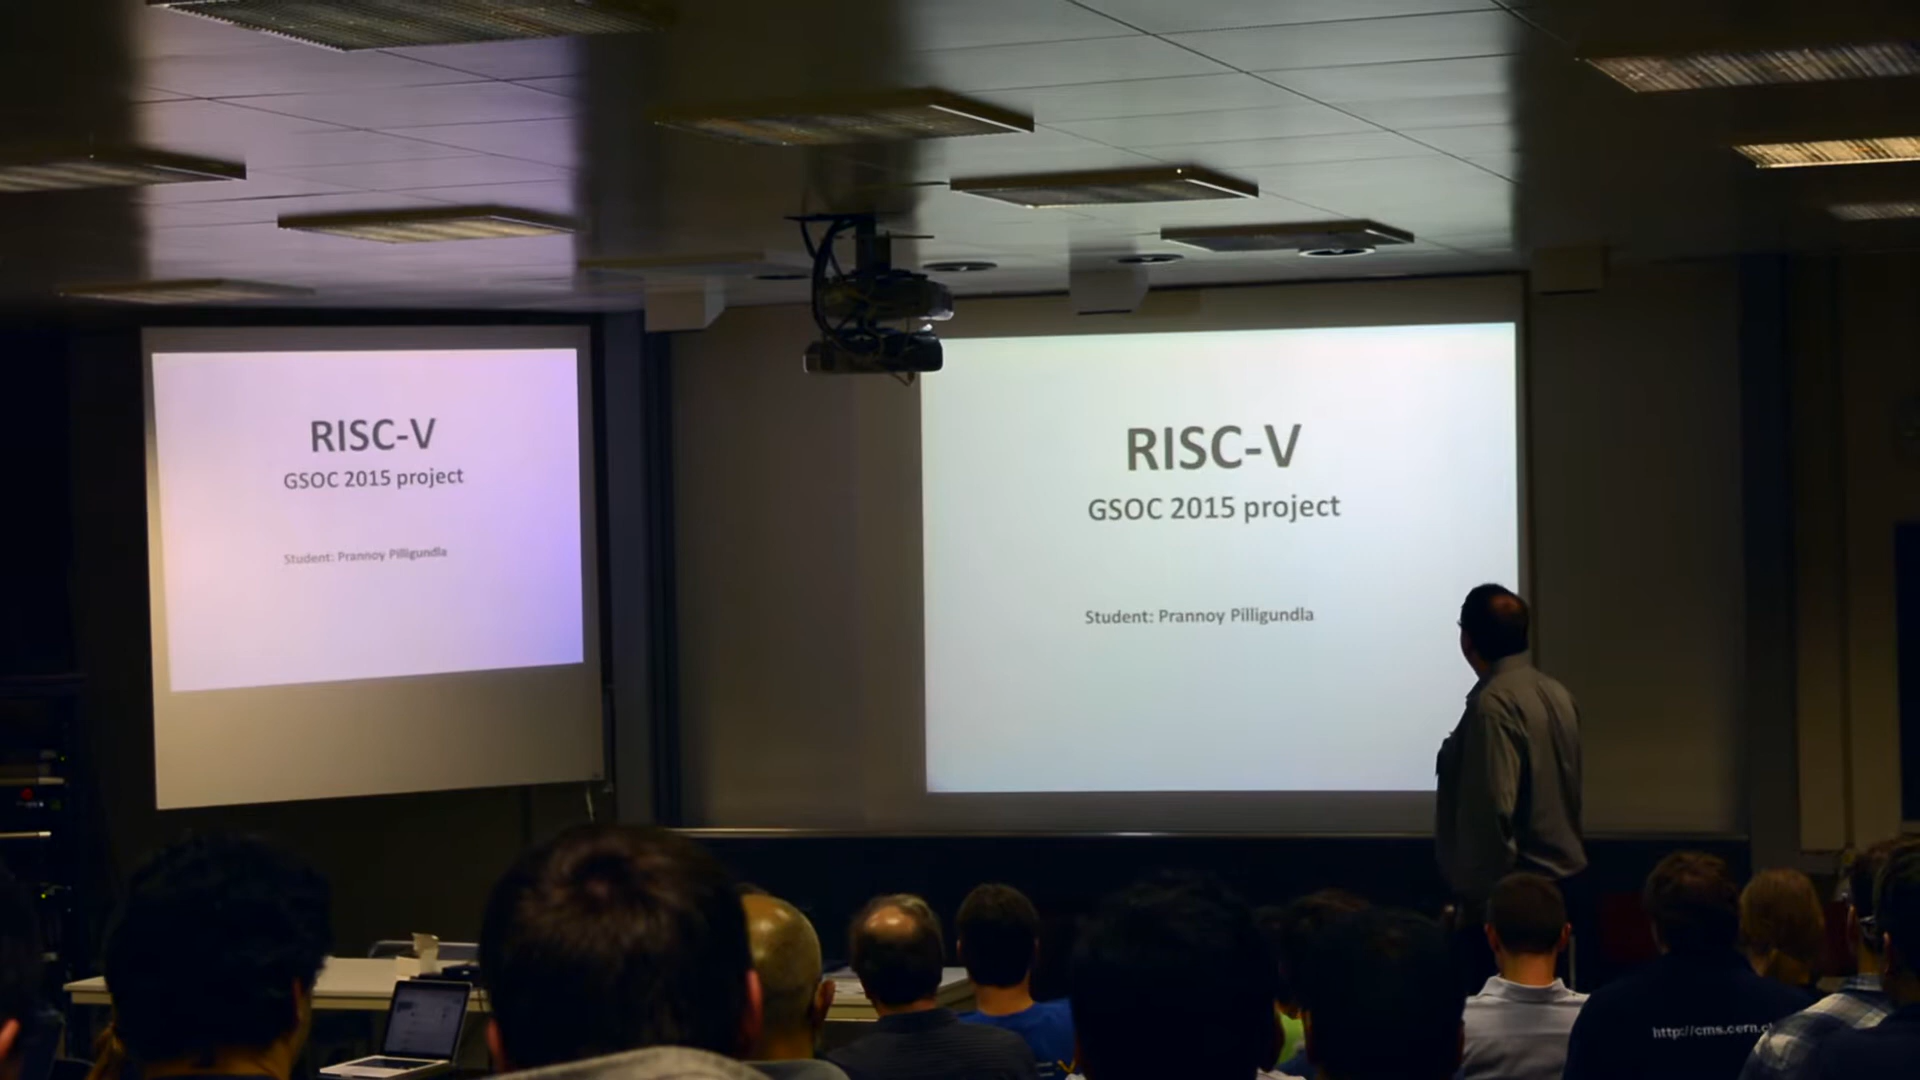 RISC-V
GSOC 2015 project
Student: Prannoy Pilligundla
RISC-V
GSOC 2015 project
Student: Prannoy Pilligundla
http://cms.cern.c